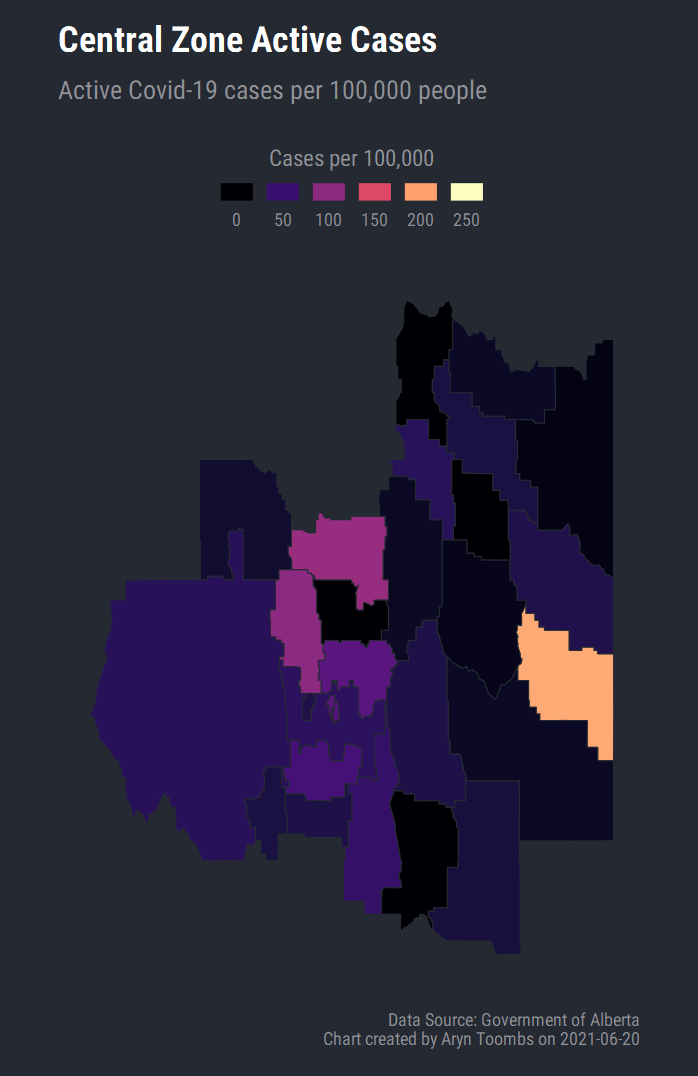 Central Zone Active Cases
Active Covid-19 cases per 100,000 people
Cases per 100,000
0 50 100 150 200 250
Data Source: Government of Alberta
Chart created by Aryn Toombs on 2021-06-20